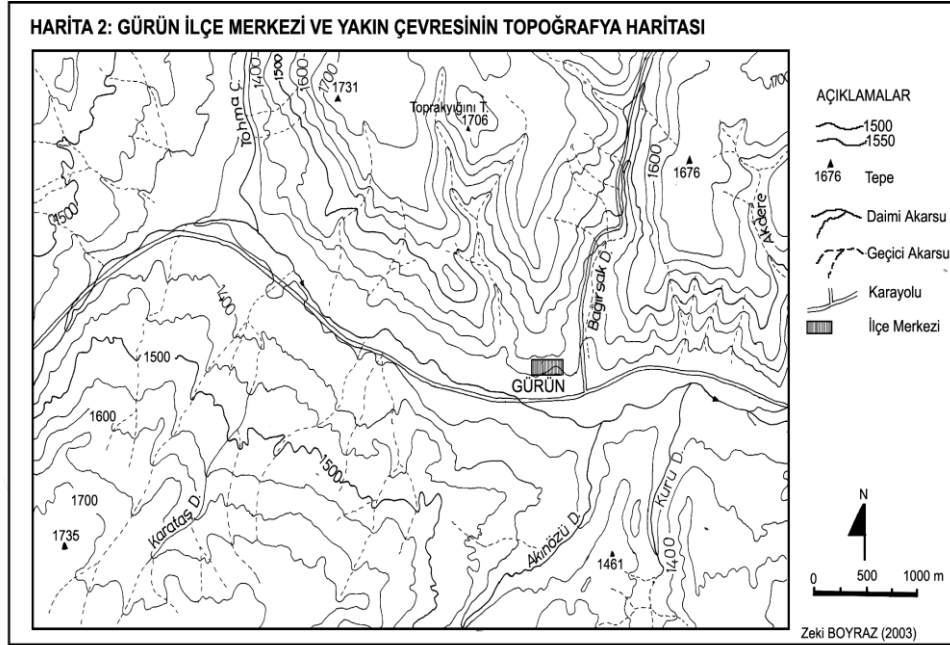 HARİTA 2: GÜRÜN İLÇE MERKEZİ VE YAKIN ÇEVRESİNİN TOPOĞRAFYA HARİTASI
Tohma Ç.
1400
1500
1600
1700
1731
Toprakyığını T.
1706
1600
1676
1700
Akdere
1500
Bağırsak D.
1400
1500
GÜRÜN
1600
1500
1700
1735
Karataş D.
Akınözü D.
1461
Kuru D.
1400
AÇIKLAMALAR
1500
1550
1676 Tepe
Daimi Akarsu
Geçici Akarsu
Karayolu
İlçe Merkezi
N
0 500 1000 m
Zeki BOYRAZ (2003)